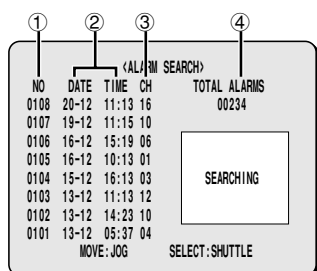 ① ② ③ ④
<ALARM SEARCH>
NO DATE TIME CH TOTAL ALARMS
0108 20-12 11:13 16 00234
0107 19-12 11:15 10
0106 16-12 15:19 06
0105 16-12 10:13 01
0104 15-12 16:13 03 SEARCHING
0103 13-12 11:13 12
0102 13-12 14:23 10
0101 13-12 05:37 04
MOVE:JOG SELECT:SHUTTLE